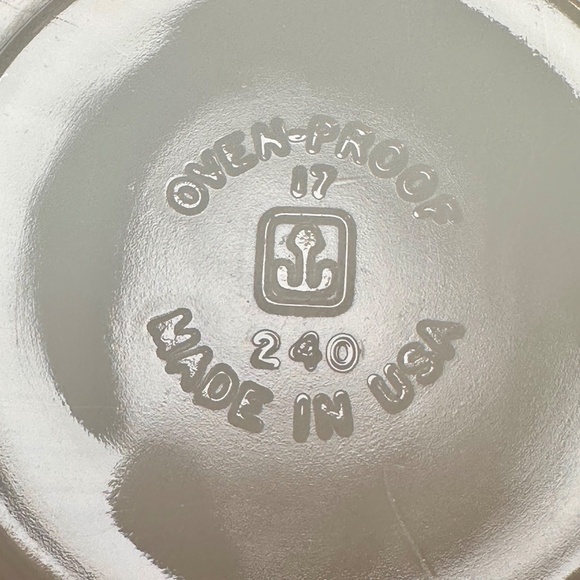 OVEN-PROOF
17
240
MADE IN USA